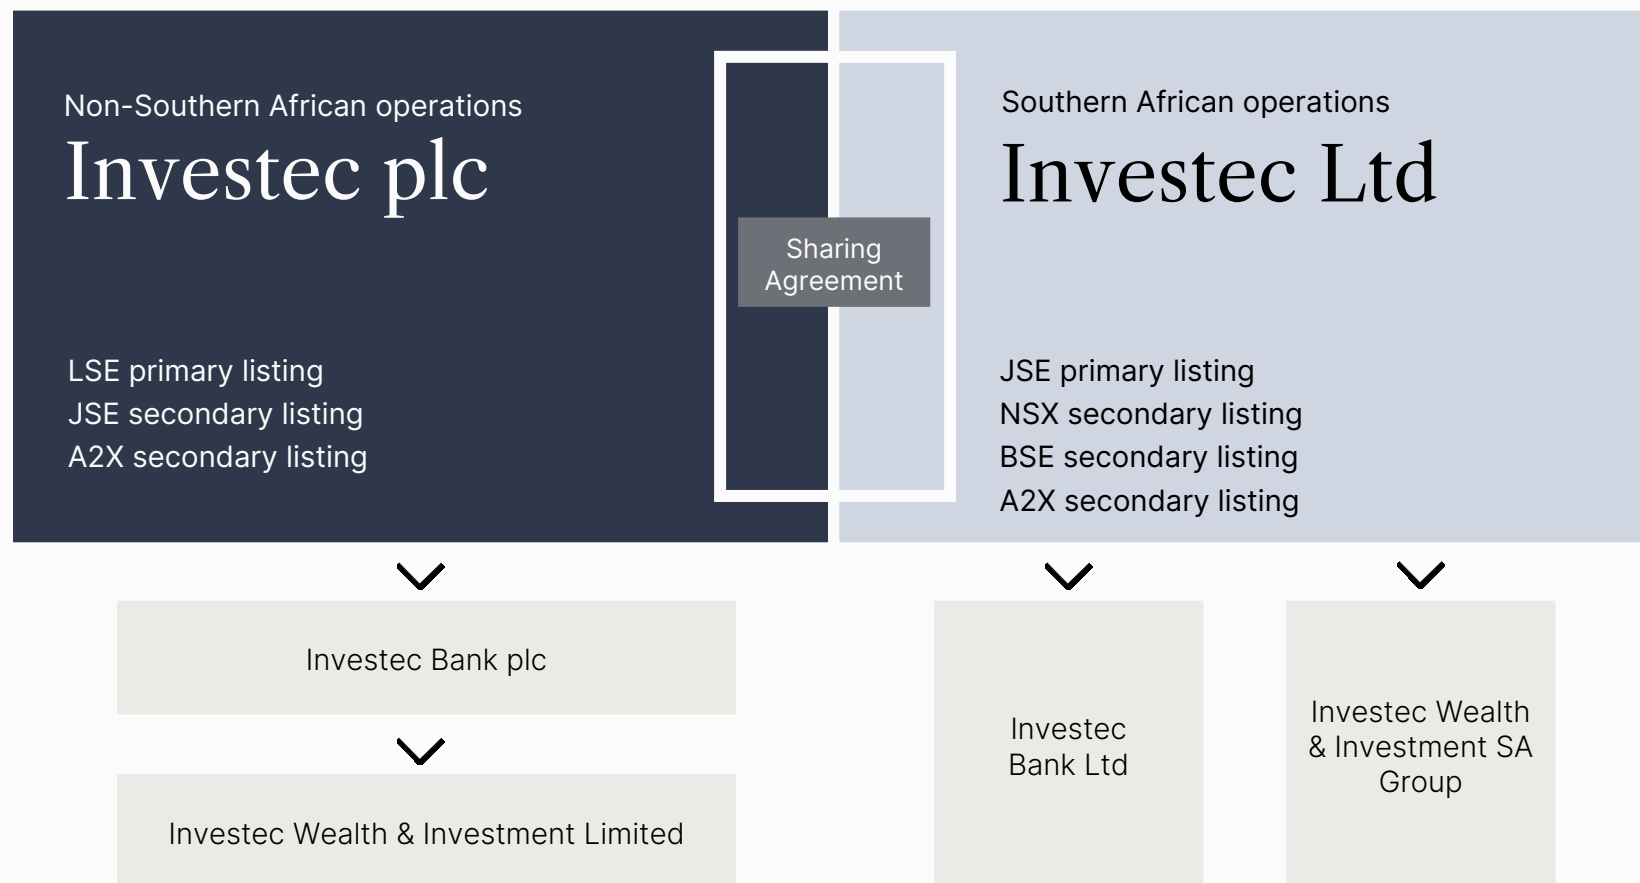 Non-Southern African operations
Investec plc
LSE primary listing
JSE secondary listing
A2X secondary listing
Sharing
Agreement
Southern African operations
Investec Ltd
JSE primary listing
NSX secondary listing
BSE secondary listing
A2X secondary listing
Investec Bank plc
Investec Wealth & Investment Limited
Investec
Bank Ltd
Investec Wealth
& Investment SA
Group